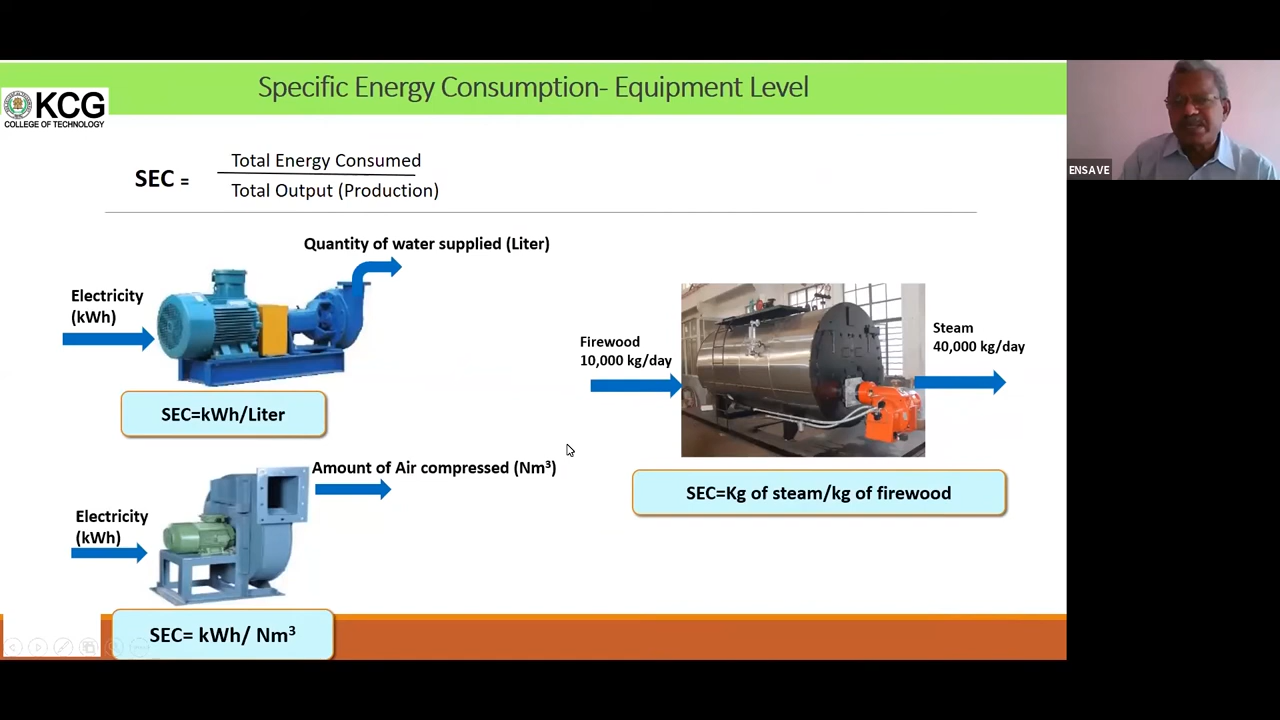 Specific Energy Consumption- Equipment Level
KCG
COLLEGE OF TECHNOLOGY
ENSAVE
SEC =
Total Energy Consumed
Total Output (Production)
Quantity of water supplied (Liter)
Electricity
(kWh)
SEC=kWh/Liter
Firewood
10,000 kg/day
Steam
40,000 kg/day
SEC=Kg of steam/kg of firewood
Amount of Air compressed (Nm³)
Electricity
(kWh)
SEC= kWh/ Nm³